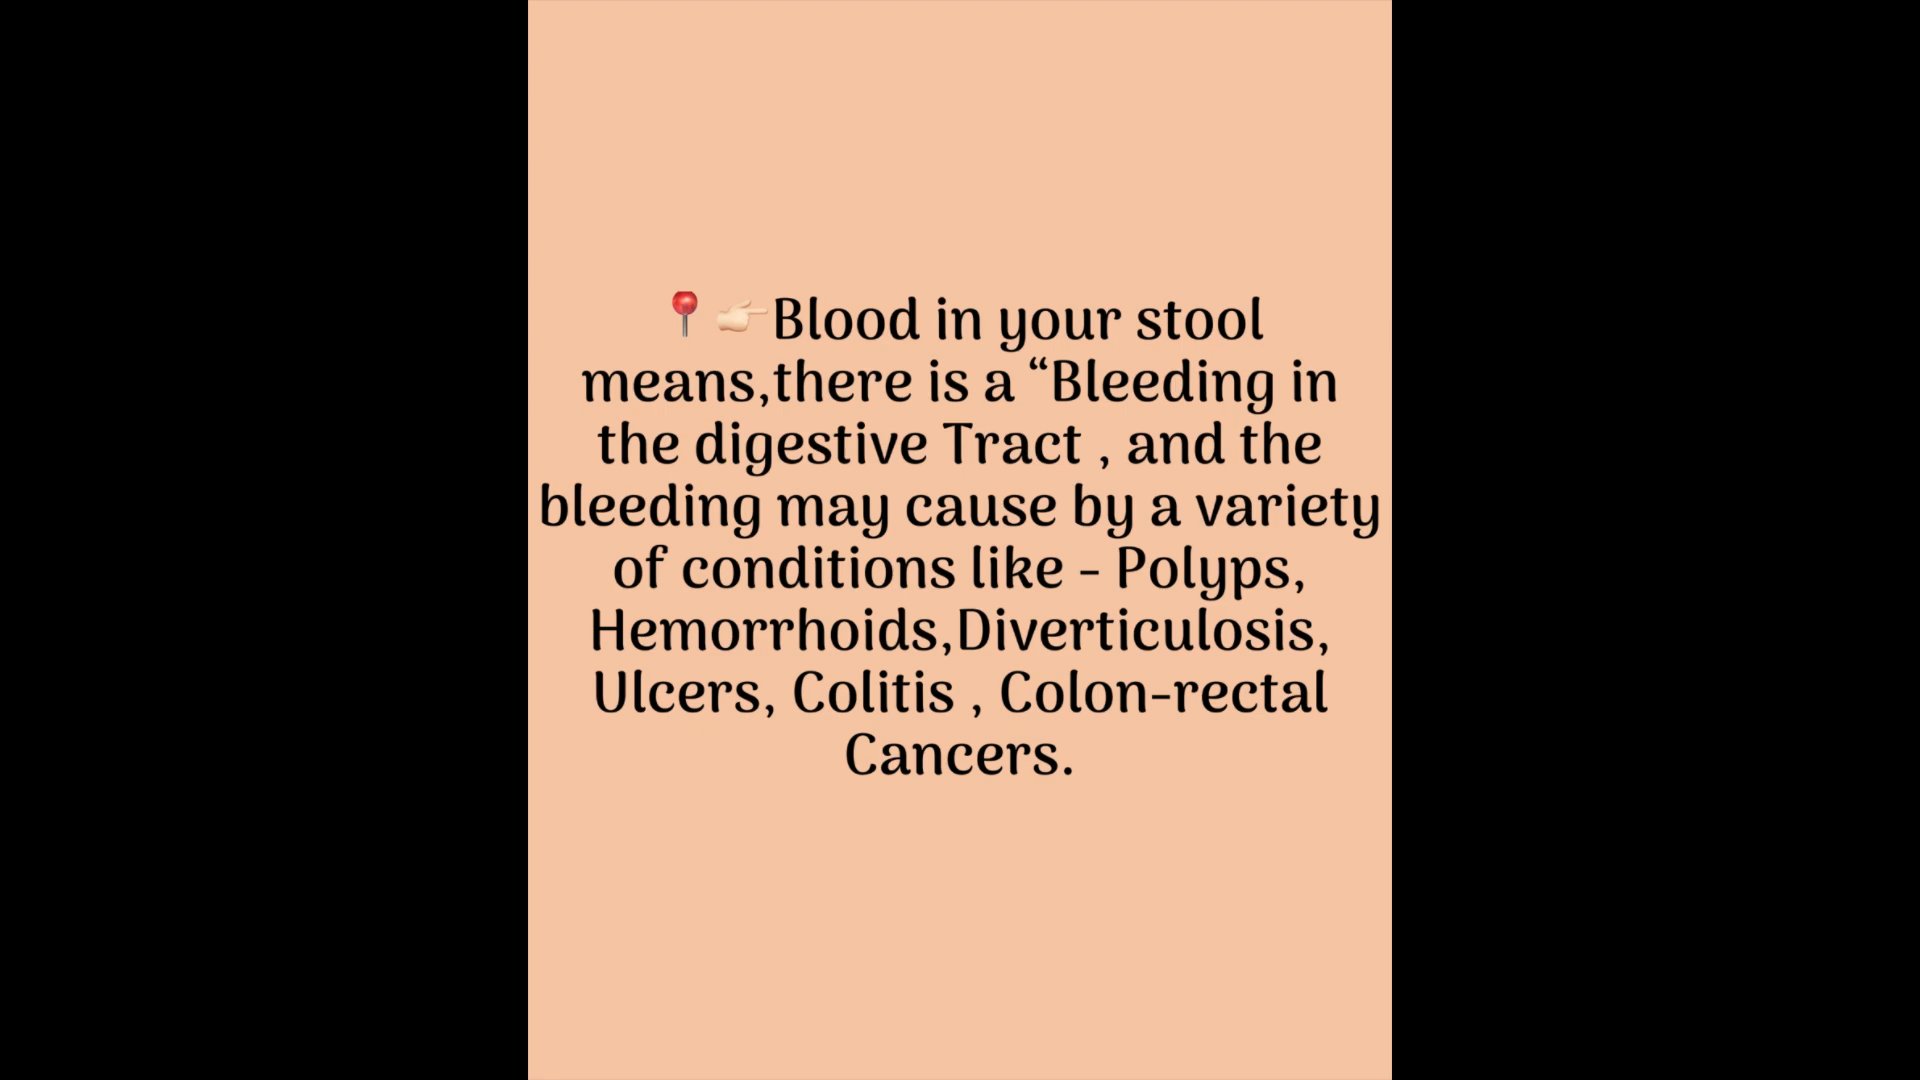 📍👉🏻Blood in your stool
means,there is a “Bleeding in
the digestive Tract , and the
bleeding may cause by a variety
of conditions like - Polyps,
Hemorrhoids,Diverticulosis,
Ulcers, Colitis , Colon-rectal
Cancers.